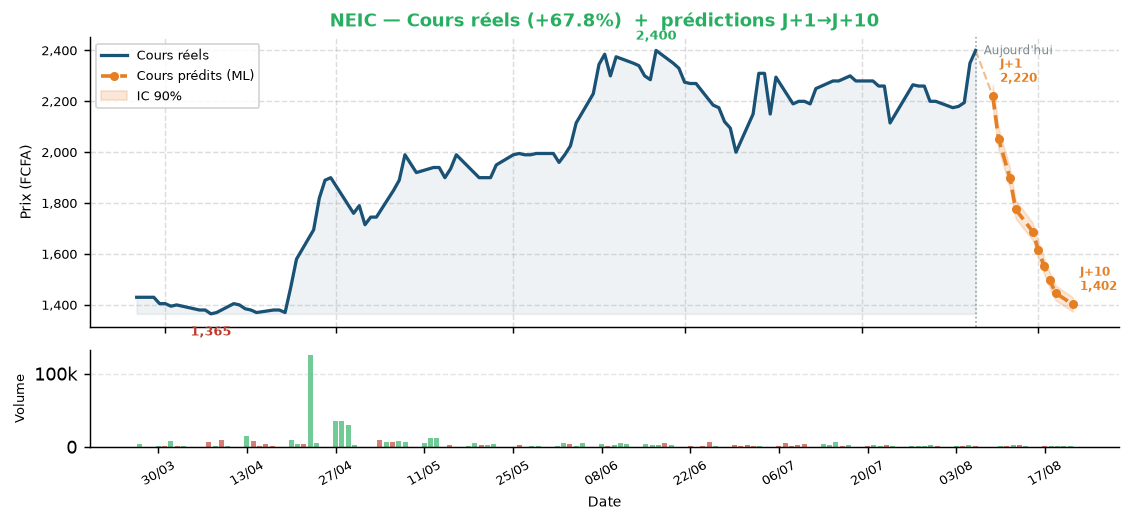 NEIC — Cours réels (+67.8%)  +  prédictions J+1→J+10
2,400
Cours réels
Cours prédits (ML)
IC 90%
Aujourd'hui
J+1
2,220
J+10
1,402
1,365
Prix (FCFA)
2,400
2,200
2,000
1,800
1,600
1,400
Volume
100k
0
30/03
13/04
27/04
11/05
25/05
08/06
22/06
06/07
20/07
03/08
17/08
Date